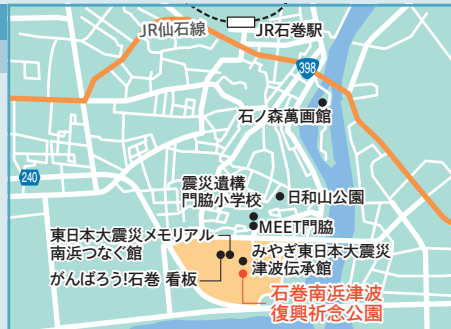 JR仙石線
JR石巻駅
398
石ノ森萬画館
240
震災遺構
門脇小学校
日和山公園
MEET門脇
東日本大震災メモリアル
南浜つなぐ館
みやぎ東日本大震災
津波伝承館
がんばろう!石巻 看板
石巻南浜津波
復興祈念公園